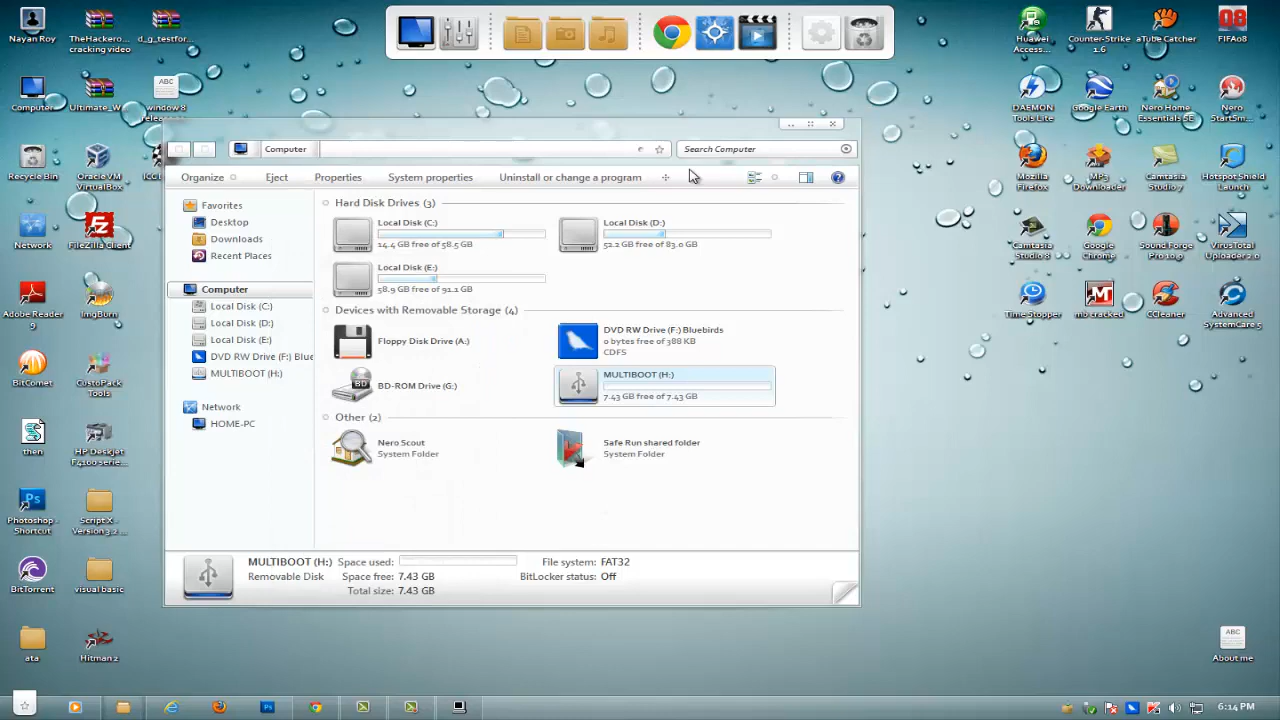 Nayan Roy
TheHackero...
cracking video
d_g_testfor...
Huawei
Access...
Counter-Strike
1.6
aTube Catcher
FIFA08
Computer
Ultimate_W...
window 8
release...
DAEMON
Tools Lite
Google Earth
Nero Home
Essentials SE
Nero
StartSm...
Computer
Search Computer
Organize
Eject
Properties
System properties
Uninstall or change a program
Recycle Bin
Oracle VM
VirtualBox
Mozilla
Firefox
MP3
Downloader
Camtasia
Studio 7
Hotspot Shield
Launch
Favorites
Desktop
Downloads
Recent Places
Computer
Local Disk (C:)
Local Disk (D:)
Local Disk (E:)
DVD RW Drive (F:) Blue
MULTIBOOT (H:)
Network
HOME-PC
Hard Disk Drives (3)
Local Disk (C:)
14.4 GB free of 58.5 GB
Local Disk (D:)
52.2 GB free of 83.0 GB
Local Disk (E:)
58.9 GB free of 91.1 GB
Devices with Removable Storage (4)
Floppy Disk Drive (A:)
DVD RW Drive (F:) Bluebirds
0 bytes free of 388 KB
CDFS
BD
BD-ROM Drive (G:)
MULTIBOOT (H:)
7.43 GB free of 7.43 GB
Other (2)
Nero Scout
System Folder
Safe Run shared folder
System Folder
MULTIBOOT (H:)
Removable Disk
Space used:
Space free: 7.43 GB
Total size: 7.43 GB
File system: FAT32
BitLocker status: Off
Network
FileZilla Client
Camtasia
Studio 8
Google
Chrome
Sound Forge
Pro 10.0
VirusTotal
Uploader 2.0
Adobe Reader
9
ImgBurn
Time Stopper
mb cracked
CCleaner
Advanced
SystemCare 5
BitComet
CustoPack
Tools
then
HP Deskjet
F4100 serie...
Photoshop -
Shortcut
Script X -
Version 3.2 ...
BitTorrent
visual basic
ata
Hitman 2
ABC
About me
6:14 PM